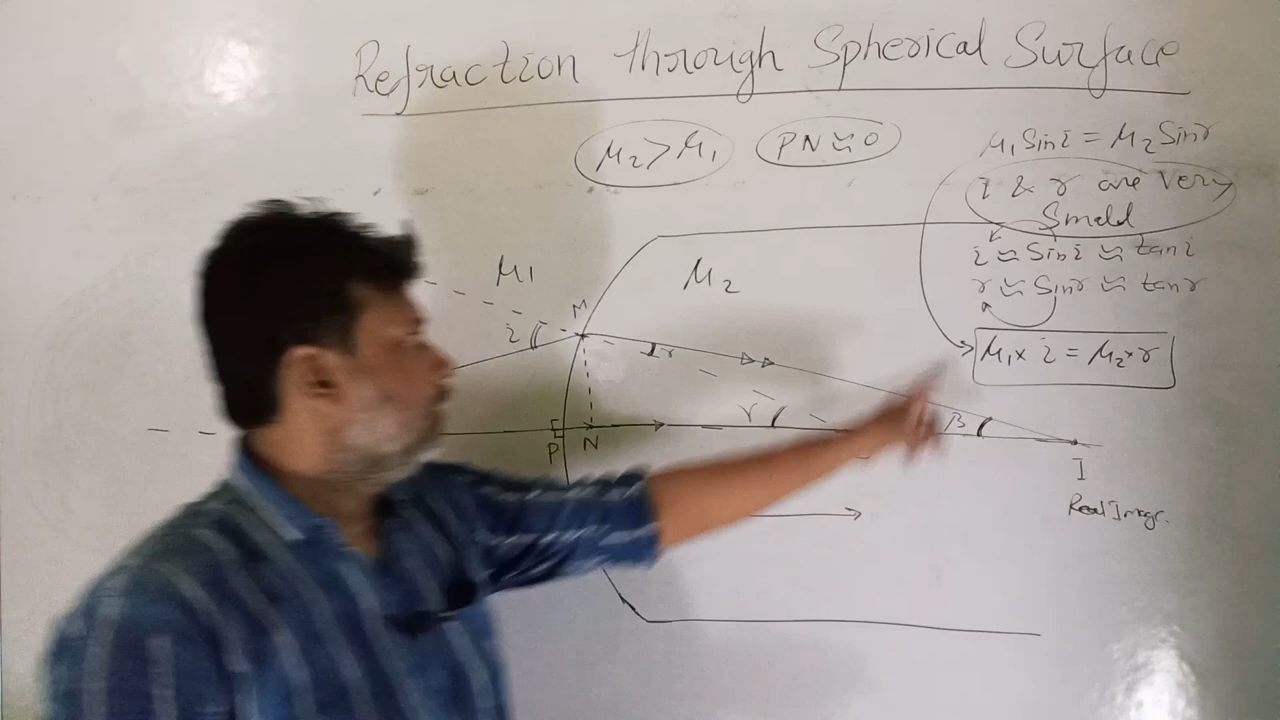 Refraction through Spherical Surface
μ2 > μ1 PN ≈ 0
μ1 Sin i = μ2 Sin r
i & r are very
Small
i ≈ Sin i ≈ tan i
r ≈ Sin r ≈ tan r
μ1 × i = μ2 × r
μ1
μ2
M
i
r
γ
β
P
N
I
Real Image.